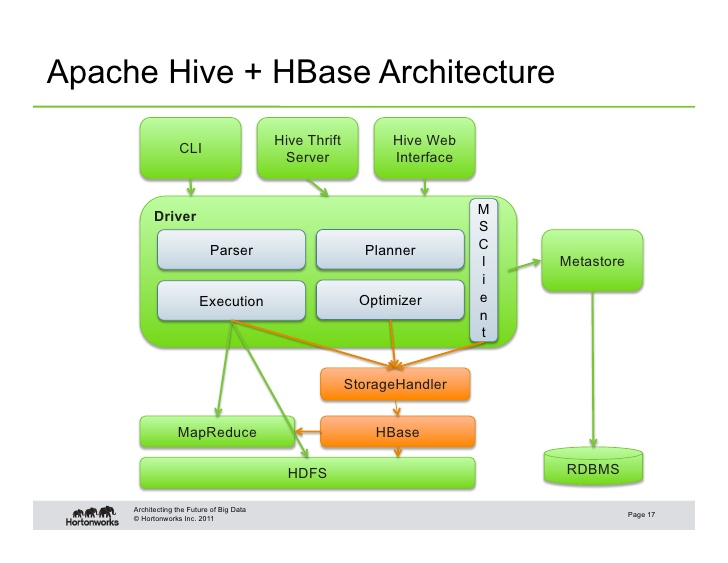 Apache Hive + HBase Architecture
CLI
Hive Thrift
Server
Hive Web
Interface
Driver
M
S
C
l
i
e
n
t
Parser
Planner
Execution
Optimizer
Metastore
StorageHandler
MapReduce
HBase
HDFS
RDBMS
Hortonworks
Architecting the Future of Big Data
© Hortonworks Inc. 2011
Page 17